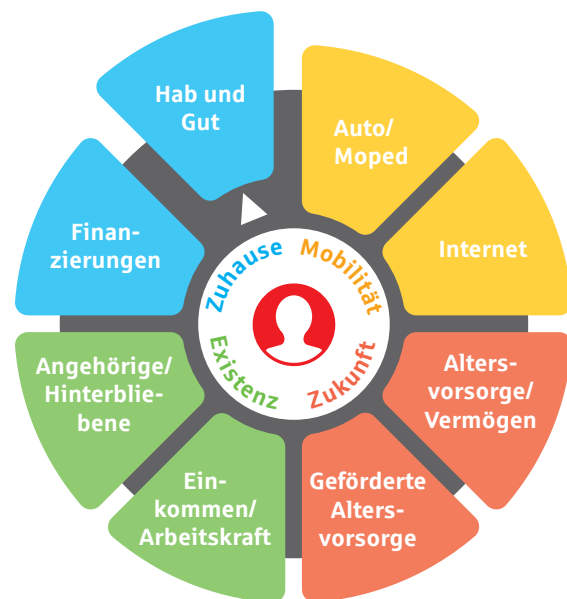 Hab und
Gut
Auto/
Moped
Finan-
zierungen
Internet
Zuhause
Mobilität
Existenz
Zukunft
Angehörige/
Hinterblie-
bene
Alters-
vorsorge/
Vermögen
Ein-
kommen/
Arbeitskraft
Geförderte
Alters-
vorsorge